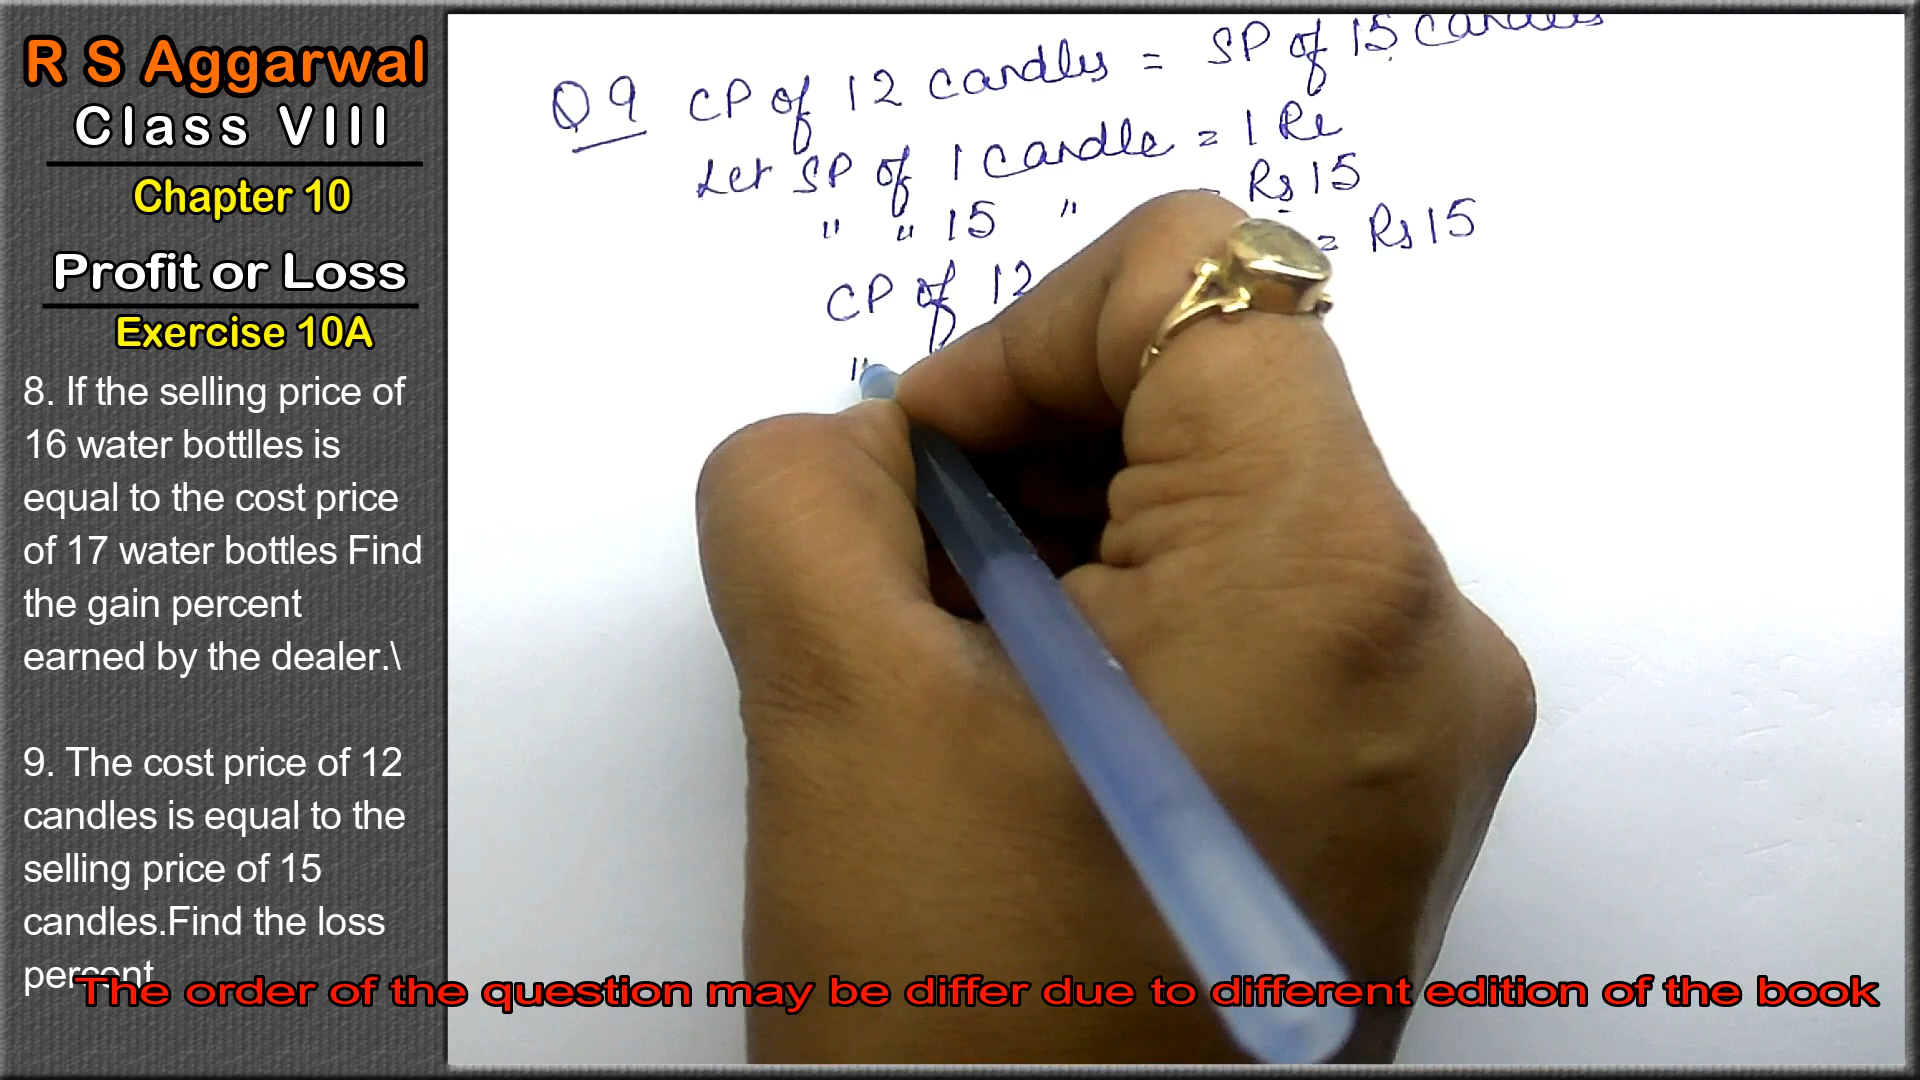 R S Aggarwal
Class VIII
Chapter 10
Profit or Loss
Exercise 10A
8. If the selling price of
16 water bottlles is
equal to the cost price
of 17 water bottles Find
the gain percent
earned by the dealer.\
9. The cost price of 12
candles is equal to the
selling price of 15
candles.Find the loss
percent
Q 9 CP of 12 candles = SP of 15 candles
Let SP of 1 candle = 1 Re
" " 15 " = Rs 15
CP of 12 = Rs 15
"
The order of the question may be differ due to different edition of the book